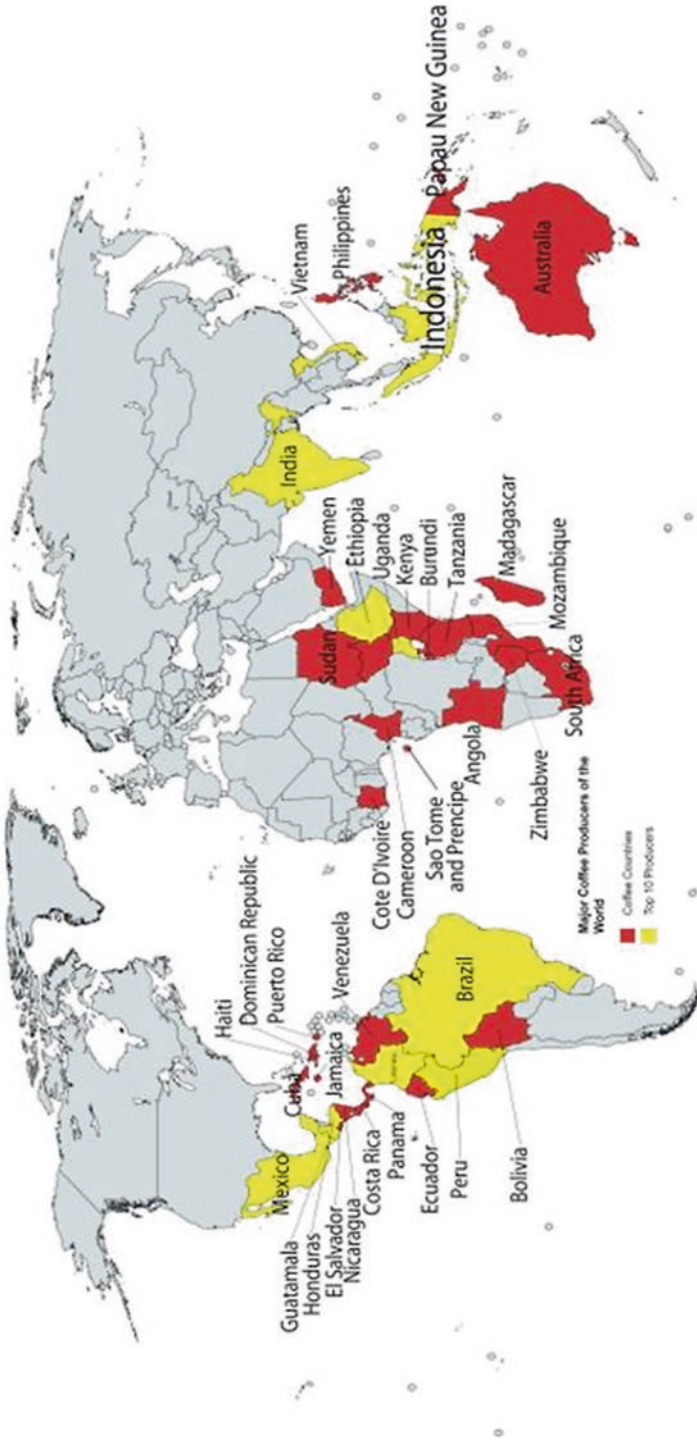 Mexico
Guatamala
Honduras
El Salvador
Nicaragua
Costa Rica
Panama
Ecuador
Peru
Bolivia
Haiti
Dominican Republic
Puerto Rico
Cuba
Jamaica
Venezuela
Brazil
Cote D'Ivoire
Cameroon
Sao Tome
and Prencipe
Angola
Zimbabwe
South Africa
Mozambique
Madagascar
Sudan
Yemen
Ethiopia
Uganda
Kenya
Burundi
Tanzania
India
Vietnam
Philippines
Indonesia
Papau New Guinea
Australia
Major Coffee Producers of the
World
Coffee Countries
Top 10 Producers